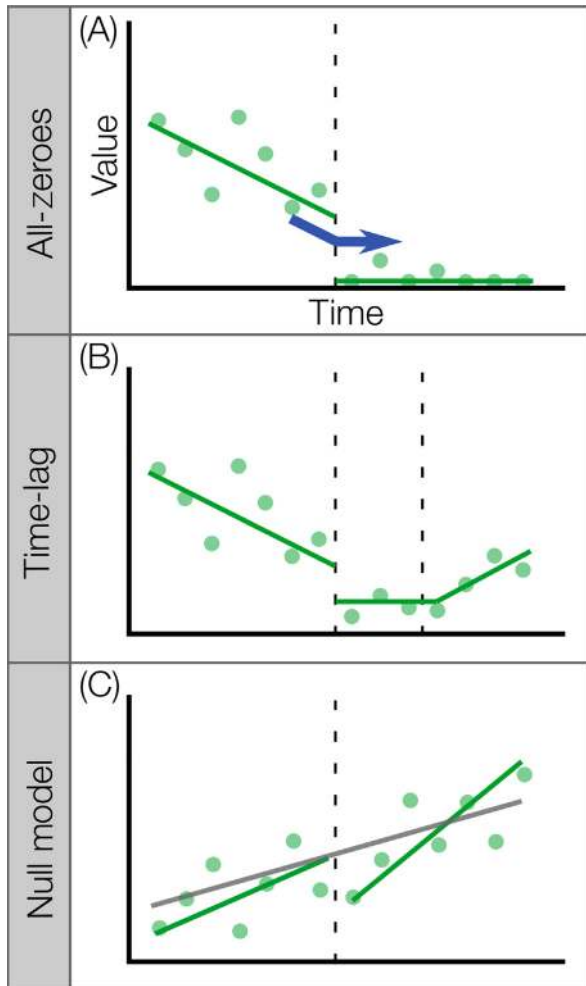 All-zeroes
(A)
Value
Time
Time-lag
(B)
Null model
(C)